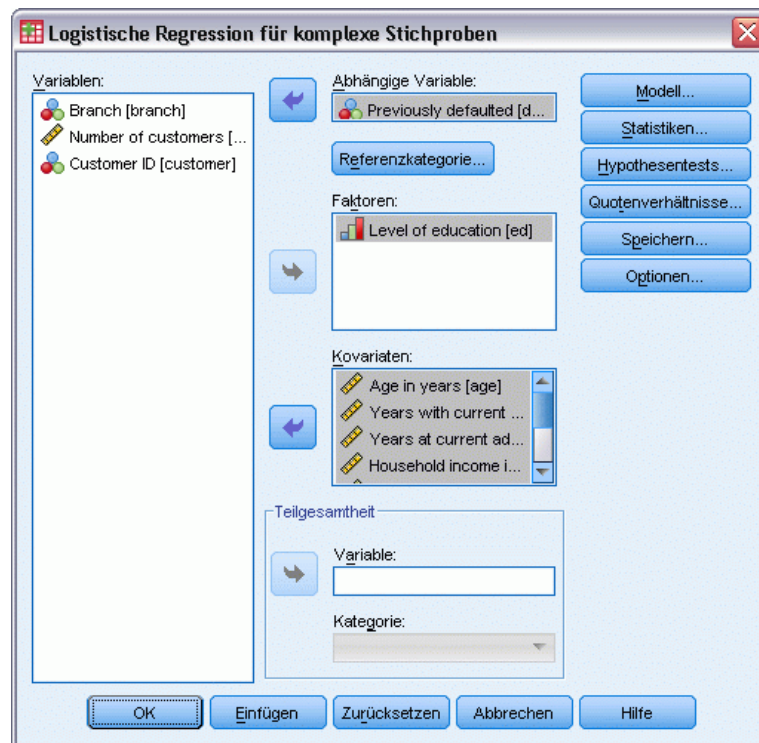 Logistische Regression für komplexe Stichproben
Variablen:
Branch [branch]
Number of customers [...
Customer ID [customer]
Abhängige Variable:
Previously defaulted [d...
Referenzkategorie...
Faktoren:
Level of education [ed]
Kovariaten:
Age in years [age]
Years with current ...
Years at current ad...
Household income i...
Teilgesamtheit
Variable:
Kategorie:
Modell...
Statistiken...
Hypothesentests...
Quotenverhältnisse...
Speichern...
Optionen...
OK
Einfügen
Zurücksetzen
Abbrechen
Hilfe